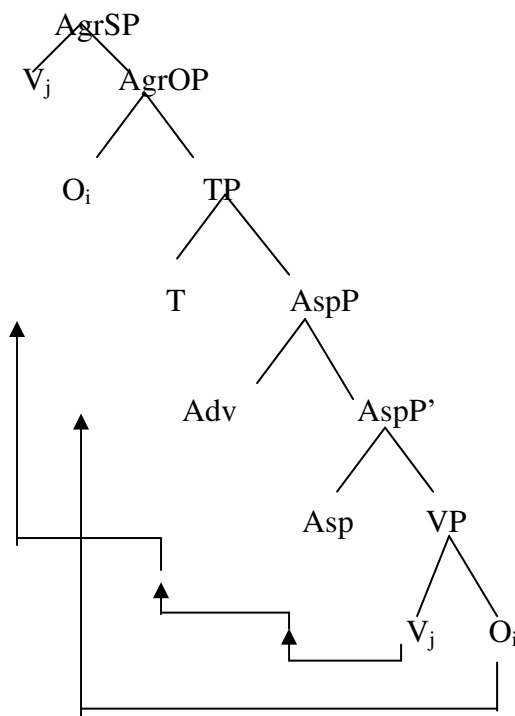 AgrSP
Vj AgrOP
Oi TP
T AspP
Adv AspP’
Asp VP
Vj Oi